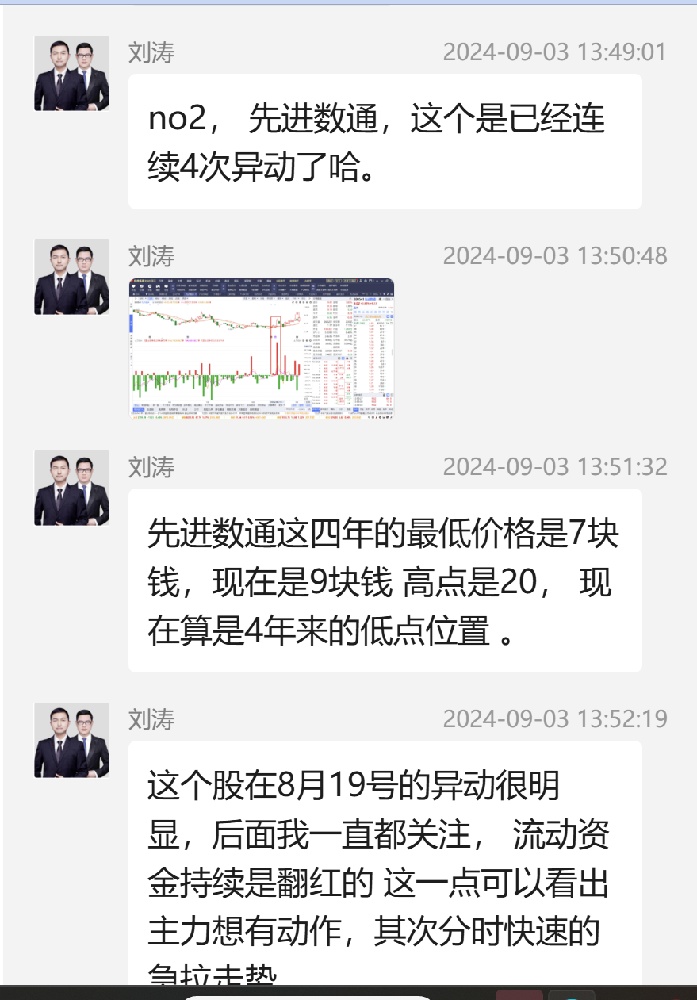 刘涛
2024-09-03 13:49:01
no2， 先进数通，这个是已经连
续4次异动了哈。
刘涛
2024-09-03 13:50:48
刘涛
2024-09-03 13:51:32
先进数通这四年的最低价格是7块
钱，现在是9块钱 高点是20， 现
在算是4年来的低点位置 。
刘涛
2024-09-03 13:52:19
这个股在8月19号的异动很明
显，后面我一直都关注， 流动资
金持续是翻红的 这一点可以看出
主力想有动作，其次分时快速的
急拉走势